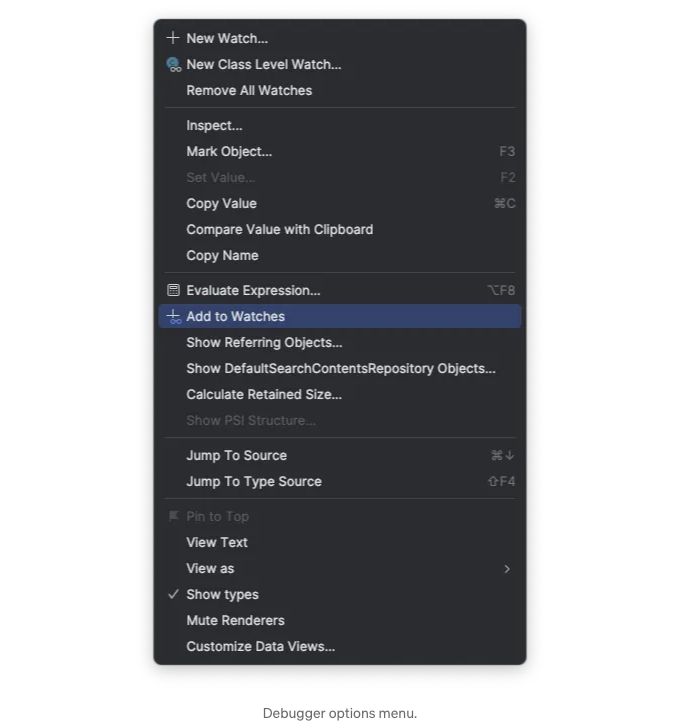 New Watch...
New Class Level Watch...
Remove All Watches
Inspect...
Mark Object... F3
Set Value... F2
Copy Value ⌘C
Compare Value with Clipboard
Copy Name
Evaluate Expression... ⌥F8
Add to Watches
Show Referring Objects...
Show DefaultSearchContentsRepository Objects...
Calculate Retained Size...
Show PSI Structure...
Jump To Source ⌘↓
Jump To Type Source ⇧F4
Pin to Top
View Text
View as
Show types
Mute Renderers
Customize Data Views...
Debugger options menu.